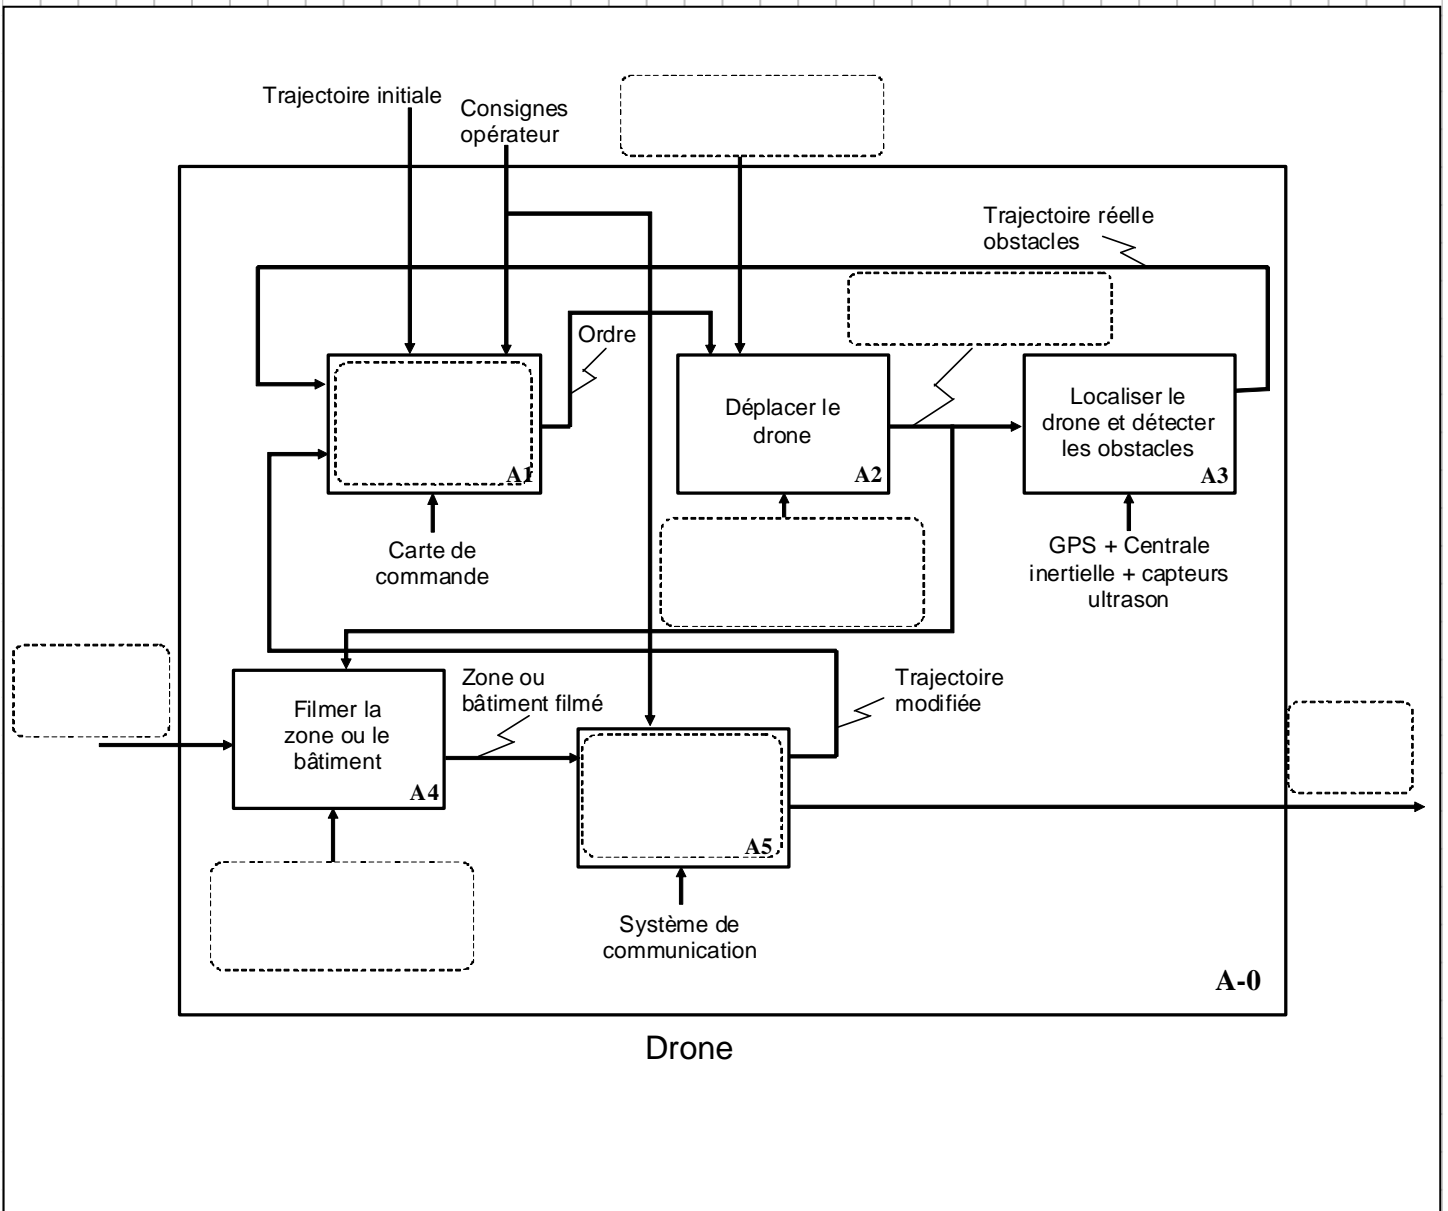 Trajectoire initiale
Consignes
opérateur
Trajectoire réelle
obstacles
Ordre
A1
Déplacer le
drone
A2
Localiser le
drone et détecter
les obstacles
A3
Carte de
commande
GPS + Centrale
inertielle + capteurs
ultrason
Filmer la
zone ou le
bâtiment
A4
Zone ou
bâtiment filmé
Trajectoire
modifiée
A5
Système de
communication
A-0
Drone